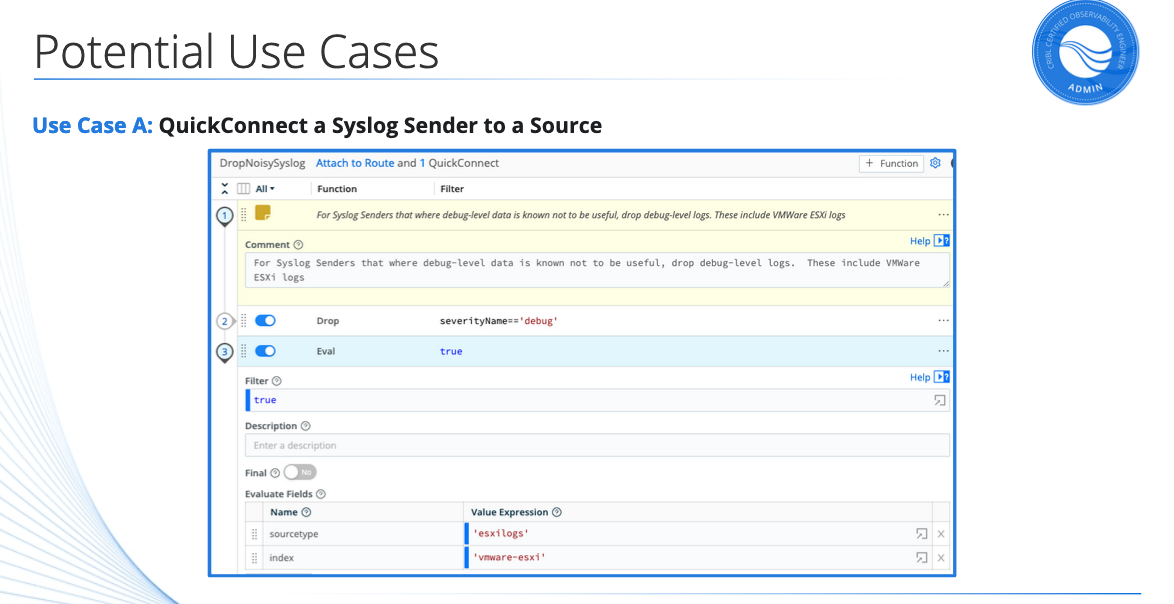 Potential Use Cases
CRIBL CERTIFIED OBSERVABILITY ENGINEER
ADMIN
Use Case A: QuickConnect a Syslog Sender to a Source
DropNoisySyslog Attach to Route and 1 QuickConnect + Function
All Function Filter
1 For Syslog Senders that where debug-level data is known not to be useful, drop debug-level logs. These include VMWare ESXi logs ...
Help
Comment
For Syslog Senders that where debug-level data is known not to be useful, drop debug-level logs. These include VMWare
ESXi logs
2 Drop severityName=='debug' ...
3 Eval true ...
Help
Filter
true
Description
Enter a description
Final No
Evaluate Fields
Name Value Expression
sourcetype 'esxilogs' X
index 'vmware-esxi' X